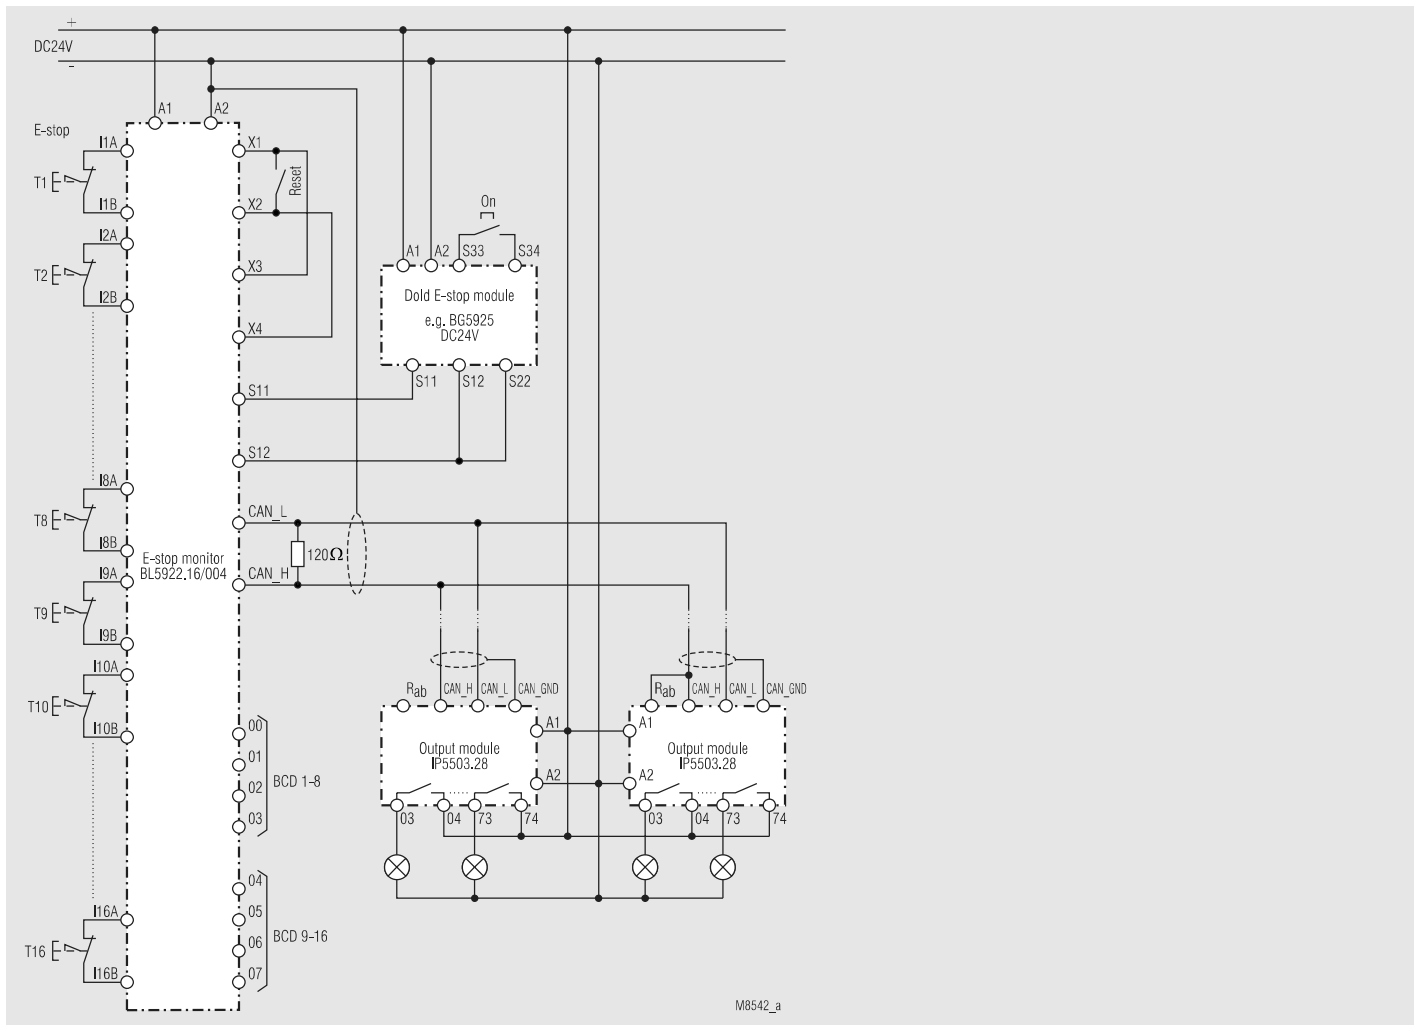 +
DC24V
-
A1
A2
E-stop
I1A
X1
T1
Reset
I1B
X2
I2A
On
T2
X3
A1
A2
S33
S34
I2B
Dold E-stop module
e.g. BG5925
DC24V
X4
S11
S11
S12
S22
S12
I8A
CAN_L
T8
I8B
E-stop monitor
BL5922.16/004
120Ω
I9A
CAN_H
T9
I9B
I10A
Rab
CAN_H
CAN_L
CAN_GND
Rab
CAN_H
CAN_L
CAN_GND
T10
I10B
00
A1
A1
01
Output module
IP5503.28
Output module
IP5503.28
BCD 1-8
02
A2
A2
03
03
04
73
74
03
04
73
74
04
I16A
05
BCD 9-16
T16
06
I16B
07
M8542_a